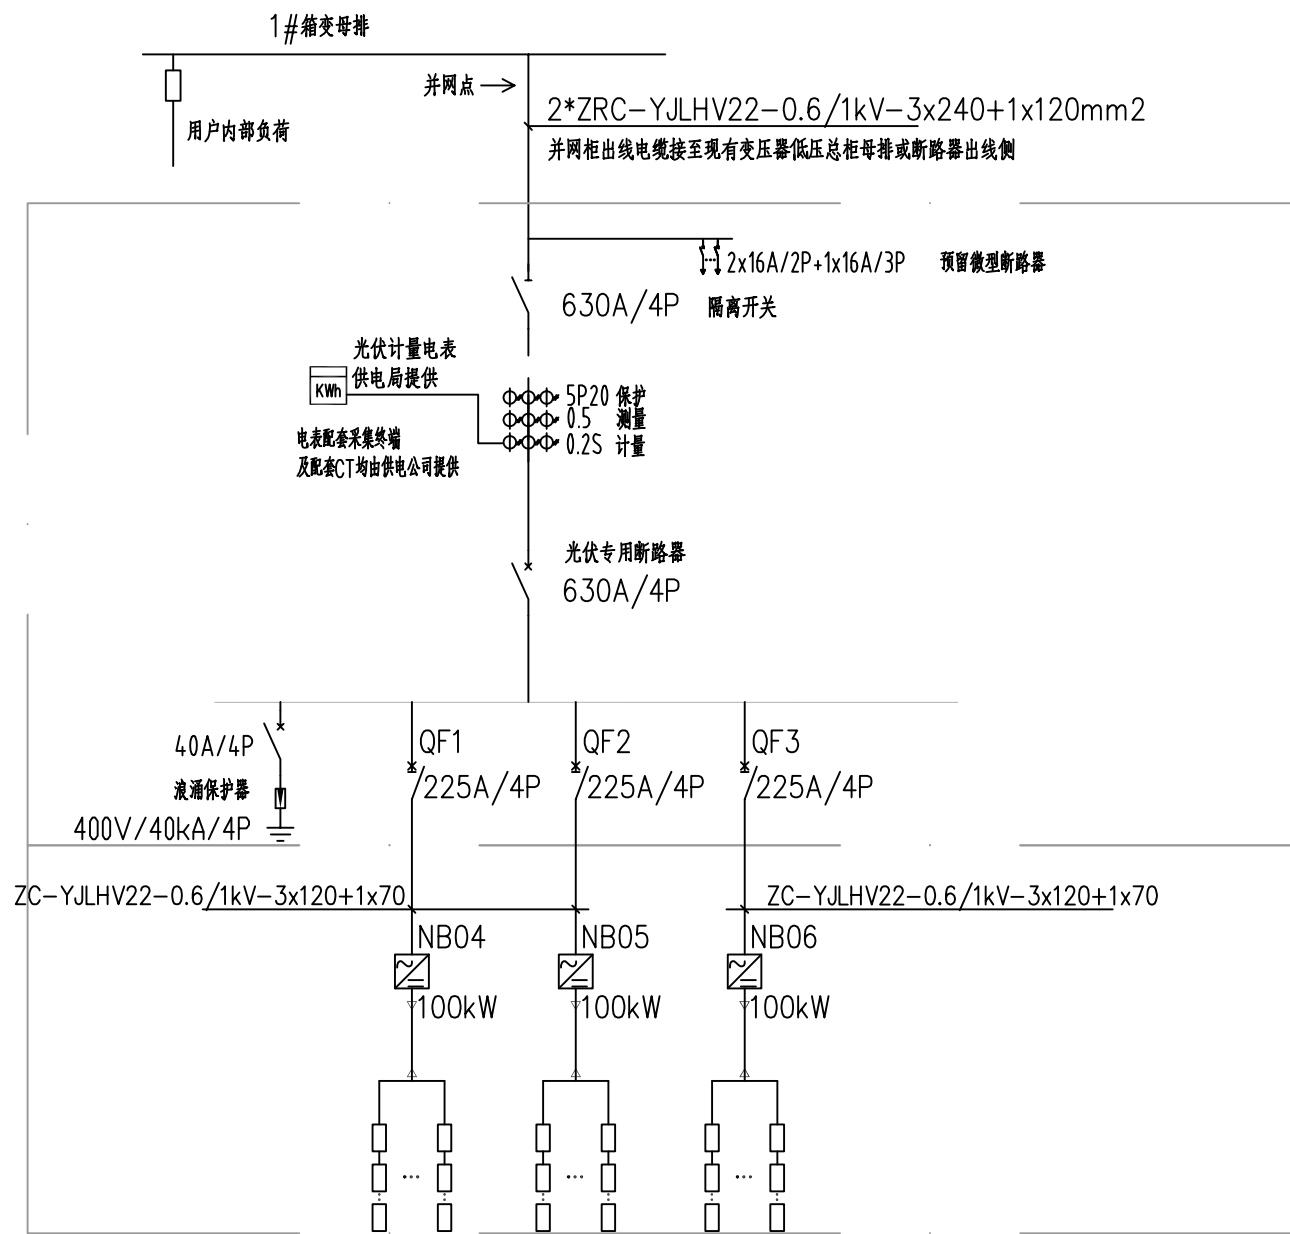 1#箱变母排
并网点
用户内部负荷
2*ZRC-YJLHV22-0.6/1kV-3x240+1x120mm2
并网柜出线电缆接至现有变压器低压总柜母排或断路器出线侧
2x16A/2P+1x16A/3P 预留微型断路器
630A/4P 隔离开关
光伏计量电表
供电局提供
KWh
5P20 保护
0.5 测量
0.2S 计量
电表配套采集终端
及配套CT均由供电公司提供
光伏专用断路器
630A/4P
40A/4P
浪涌保护器
400V/40kA/4P
QF1
225A/4P
QF2
225A/4P
QF3
225A/4P
ZC-YJLHV22-0.6/1kV-3x120+1x70
ZC-YJLHV22-0.6/1kV-3x120+1x70
NB04
100kW
NB05
100kW
NB06
100kW